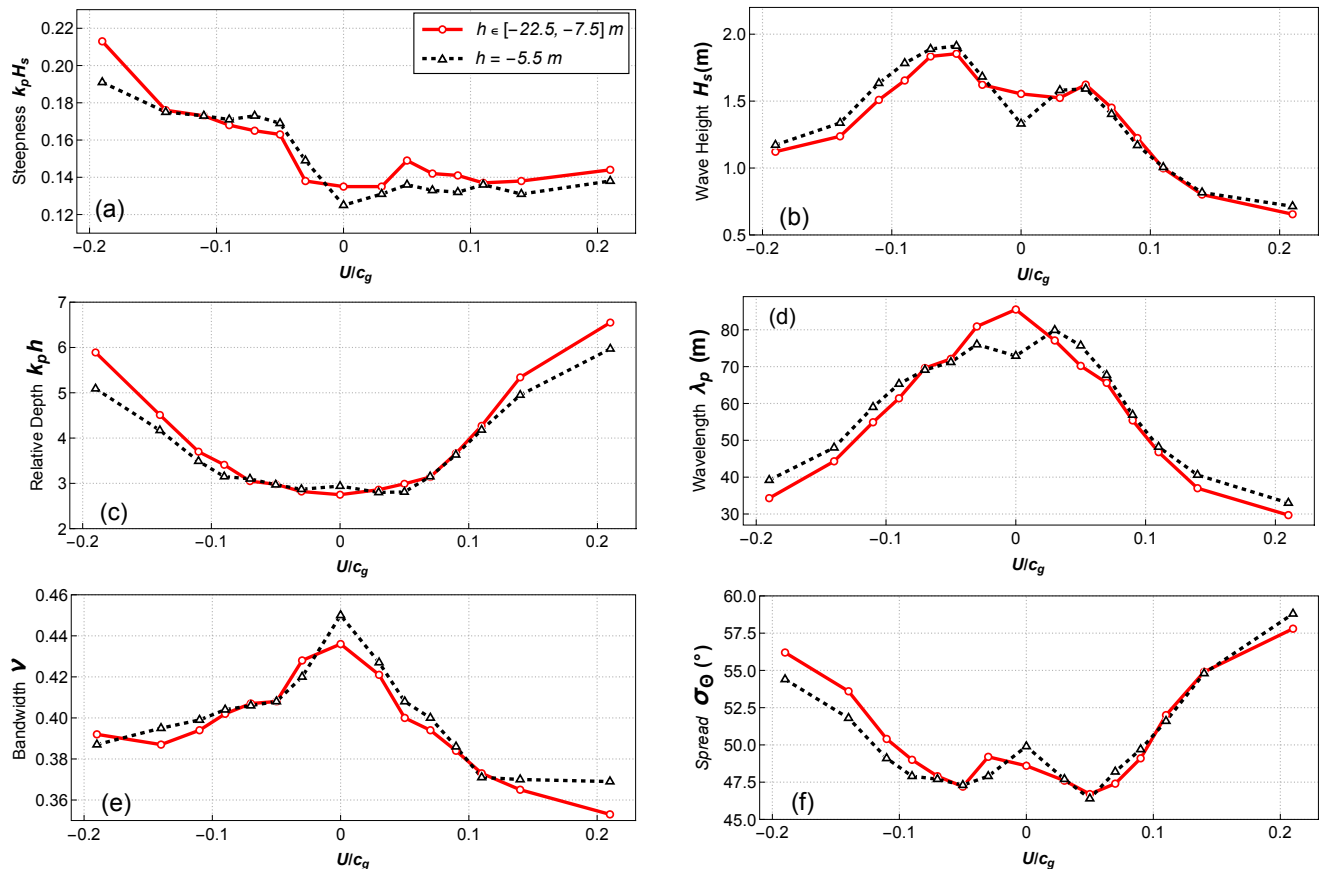 Steepness kₚHₛ
0.22
0.20
0.18
0.16
0.14
0.12
h ∈ [−22.5, −7.5] m
h = −5.5 m
(a)
−0.2 −0.1 0 0.1 0.2
U/c_g
Wave Height Hₛ(m)
2.0
1.5
1.0
0.5
(b)
−0.2 −0.1 0 0.1 0.2
U/c_g
Relative Depth kₚh
7
6
5
4
3
2
(c)
−0.2 −0.1 0 0.1 0.2
U/c_g
Wavelength λₚ (m)
80
70
60
50
40
30
(d)
−0.2 −0.1 0 0.1 0.2
U/c_g
Bandwidth ν
0.46
0.44
0.42
0.40
0.38
0.36
(e)
−0.2 −0.1 0 0.1 0.2
U/c_g
Spread σ_Θ (°)
60.0
57.5
55.0
52.5
50.0
47.5
45.0
(f)
−0.2 −0.1 0 0.1 0.2
U/c_g